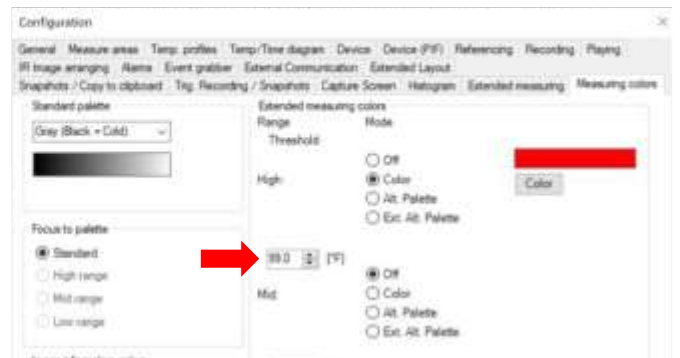 Configuration
General Measure areas Temp. profiles Temp/Time diagram Device Device (PIF) Referencing Recording Playing
IR Image arranging Alarms Event grabber External Communication Extended Layout
Snapshots / Copy to clipboard Trig. Recording / Snapshots Capture Screen Histogram Extended measuring Measuring colors
Standard palette
Gray (Black = Cold)
Extended measuring colors
Range Mode
Threshold
Off
High: Color Color
Alt. Palette
Ext. Alt. Palette
Focus to palette
Standard
High range
Mid range
Low range
99.0 [°F]
Off
Mid: Color
Alt. Palette
Ext. Alt. Palette